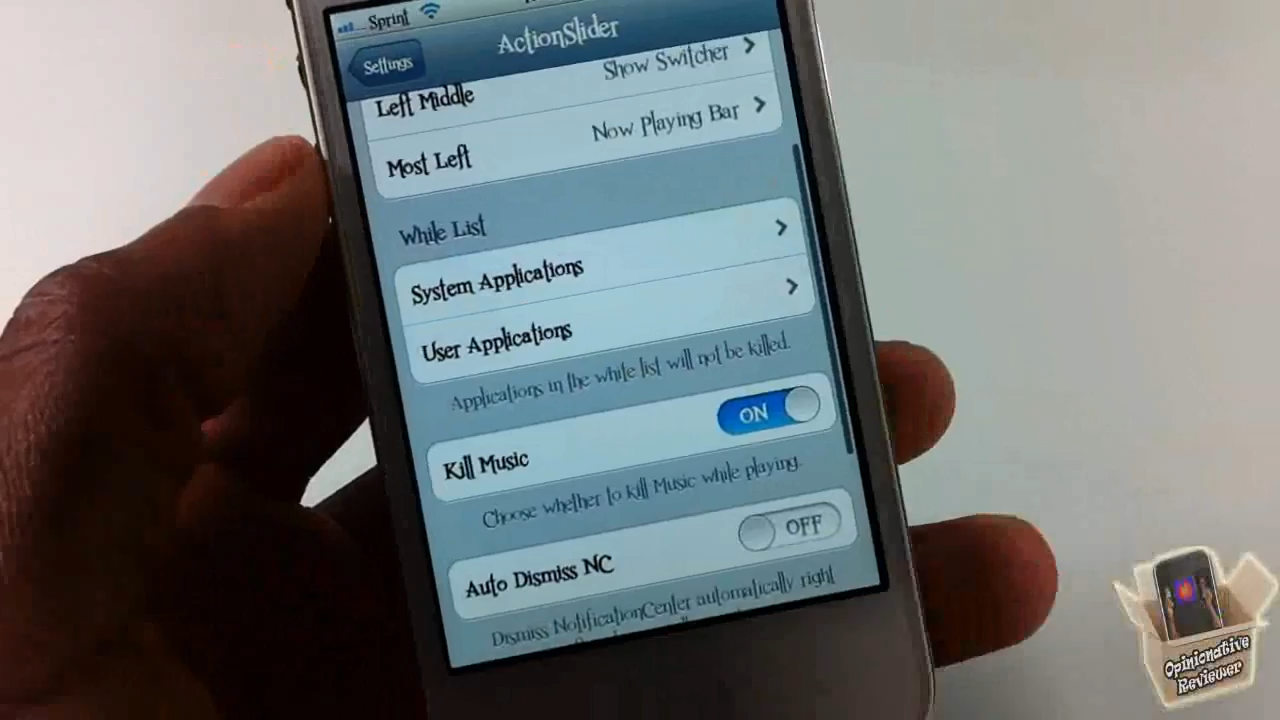 Sprint
Settings
ActionSlider
Left Middle
Show Switcher
Most Left
Now Playing Bar
While List
System Applications
User Applications
Applications in the while list will not be killed.
Kill Music
ON
Choose whether to kill Music while playing.
Auto Dismiss NC
OFF
Dismiss NotificationCenter automatically right
Opinionative
Reviewer